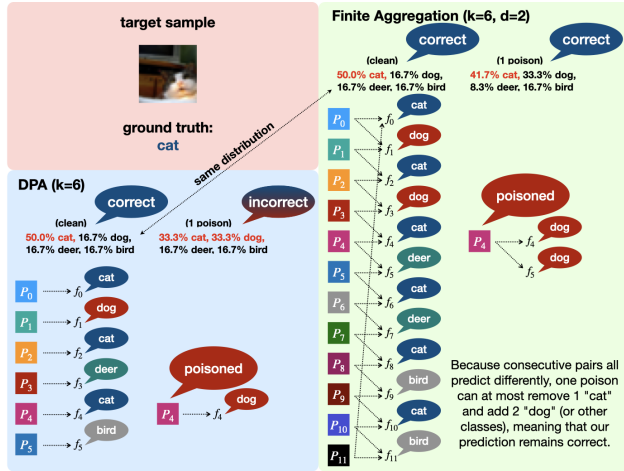 target sample
ground truth:
cat
same distribution
DPA (k=6)
correct
incorrect
(clean)
50.0% cat, 16.7% dog,
16.7% deer, 16.7% bird
(1 poison)
33.3% cat, 33.3% dog,
16.7% deer, 16.7% bird
P0 f0 cat
P1 f1 dog
P2 f2 cat
P3 f3 deer
P4 f4 cat
P5 f5 bird
poisoned
P4 f4 dog
Finite Aggregation (k=6, d=2)
correct
correct
(clean)
50.0% cat, 16.7% dog,
16.7% deer, 16.7% bird
(1 poison)
41.7% cat, 33.3% dog,
8.3% deer, 16.7% bird
P0 f0 cat
P1 f1 dog
P2 f2 cat
P3 f3 dog
P4 f4 cat
P5 f5 deer
P6 f6 cat
P7 f7 deer
P8 f8 cat
P9 f9 bird
P10 f10 cat
P11 f11 bird
poisoned
P4 f4 dog
f5 dog
Because consecutive pairs all
predict differently, one poison
can at most remove 1 "cat"
and add 2 "dog" (or other
classes), meaning that our
prediction remains correct.